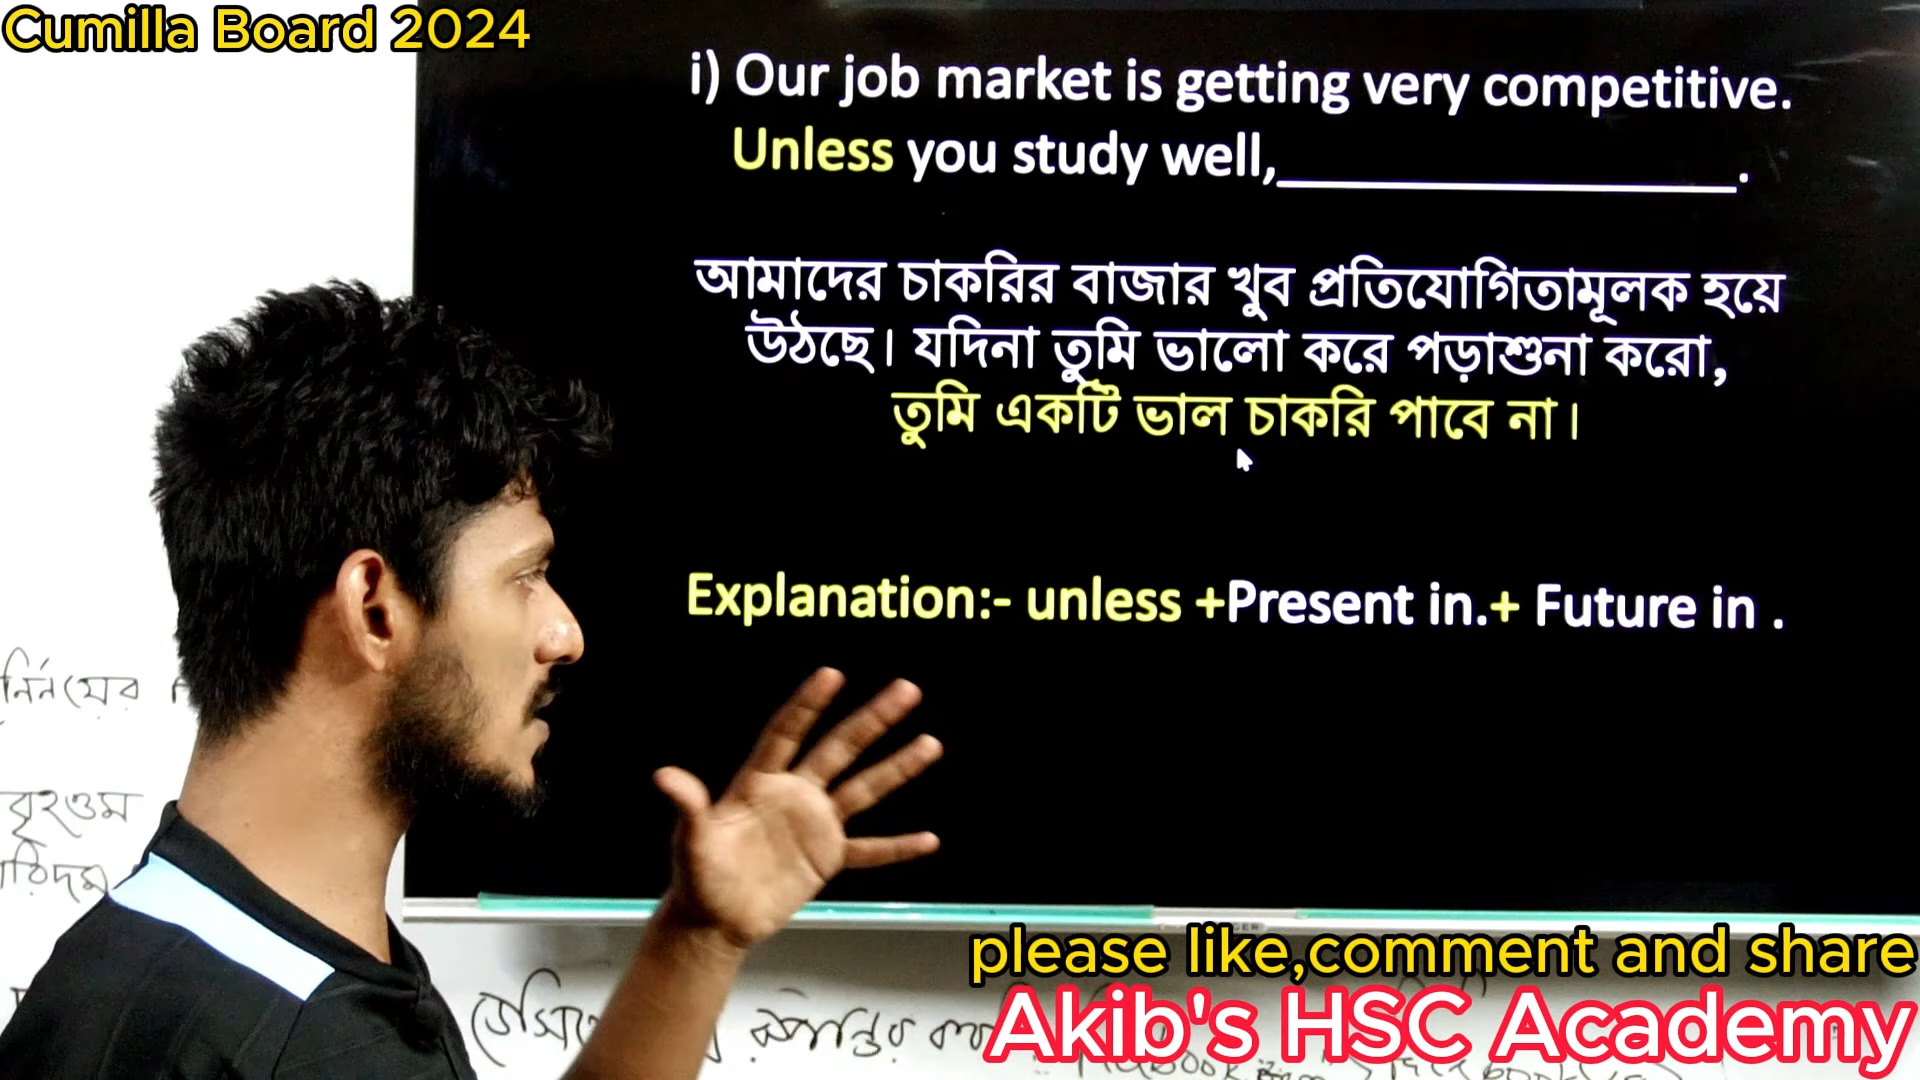 Cumilla Board 2024
i) Our job market is getting very competitive.
Unless you study well,_______________.
আমাদের চাকরির বাজার খুব প্রতিযোগিতামূলক হয়ে
উঠছে। যদিনা তুমি ভালো করে পড়াশুনা করো,
তুমি একটি ভাল চাকরি পাবে না।
Explanation:- unless +Present in.+ Future in .
বৃহওম
please like,comment and share
Akib's HSC Academy